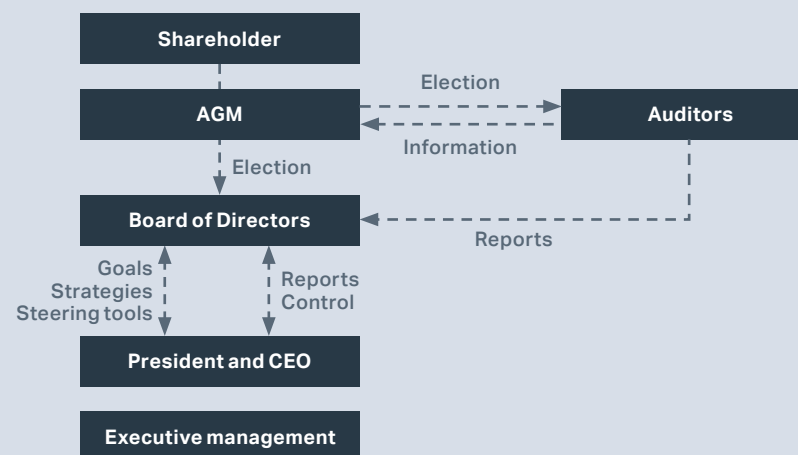 Shareholder
Election
AGM
Auditors
Information
Election
Board of Directors
Reports
Goals
Strategies
Steering tools
Reports
Control
President and CEO
Executive management